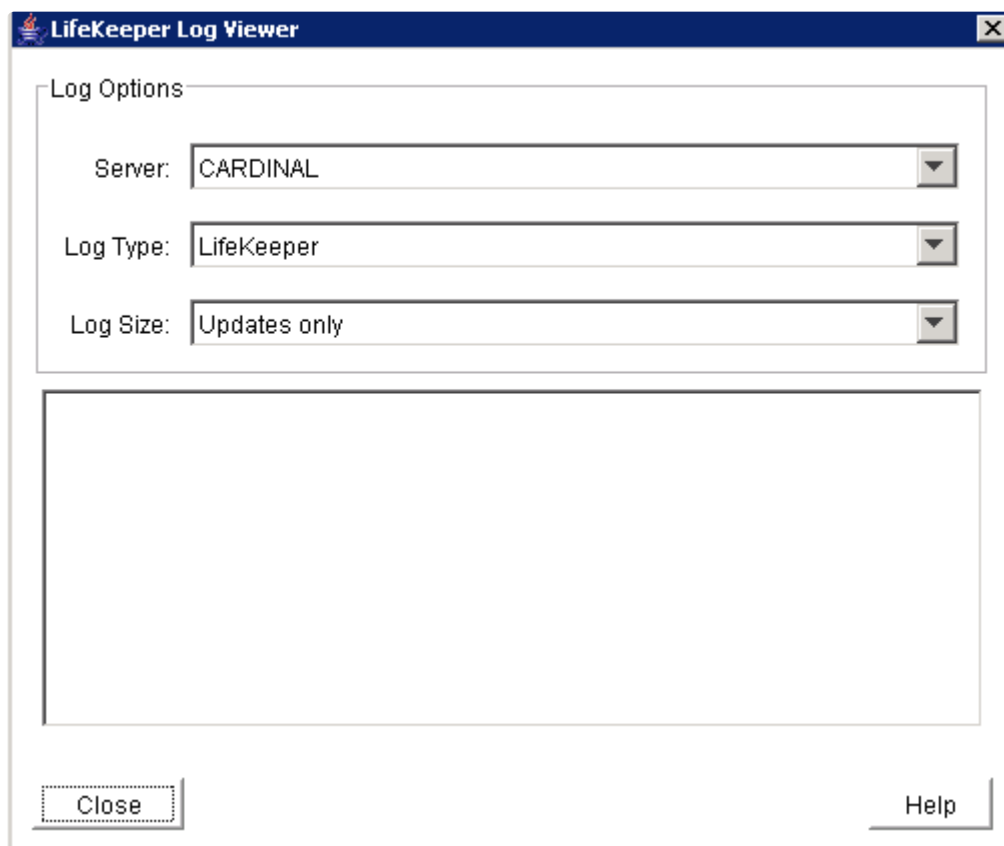 LifeKeeper Log Viewer
Log Options
Server: CARDINAL
Log Type: LifeKeeper
Log Size: Updates only
Close Help